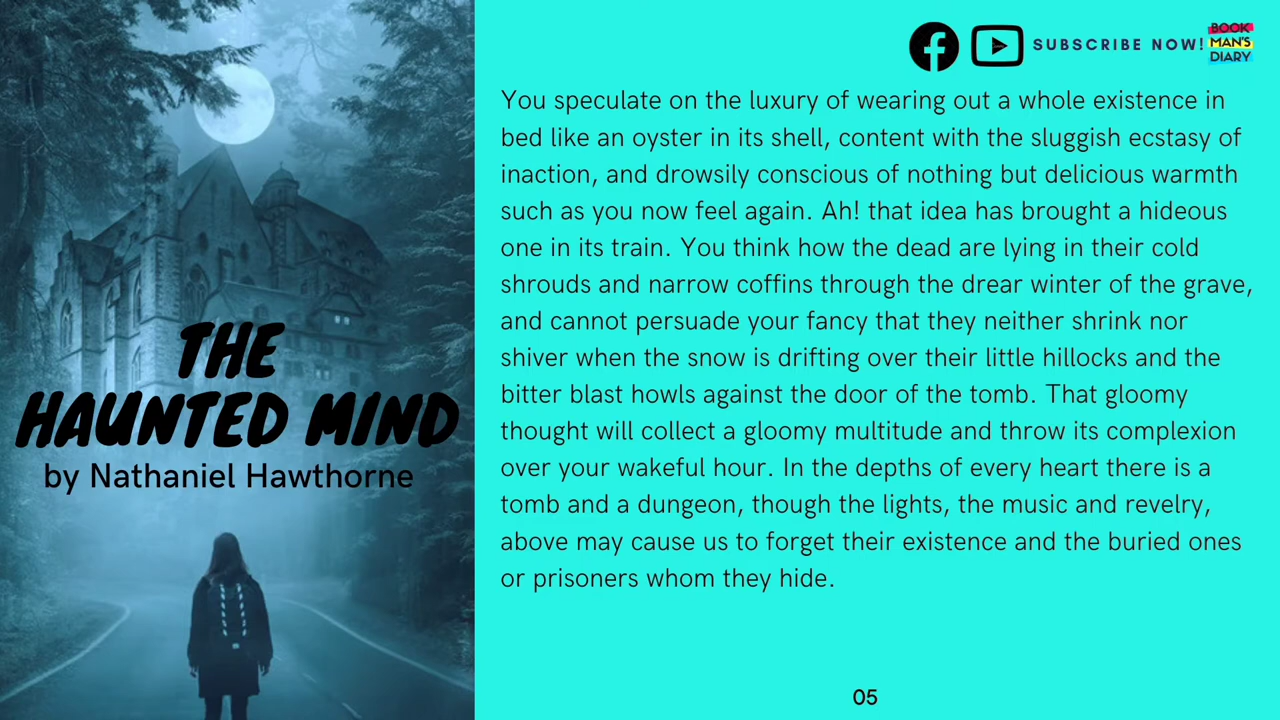 SUBSCRIBE NOW!
BOOK
MAN'S
DIARY
THE
HAUNTED MIND
by Nathaniel Hawthorne
You speculate on the luxury of wearing out a whole existence in
bed like an oyster in its shell, content with the sluggish ecstasy of
inaction, and drowsily conscious of nothing but delicious warmth
such as you now feel again. Ah! that idea has brought a hideous
one in its train. You think how the dead are lying in their cold
shrouds and narrow coffins through the drear winter of the grave,
and cannot persuade your fancy that they neither shrink nor
shiver when the snow is drifting over their little hillocks and the
bitter blast howls against the door of the tomb. That gloomy
thought will collect a gloomy multitude and throw its complexion
over your wakeful hour. In the depths of every heart there is a
tomb and a dungeon, though the lights, the music and revelry,
above may cause us to forget their existence and the buried ones
or prisoners whom they hide.
05